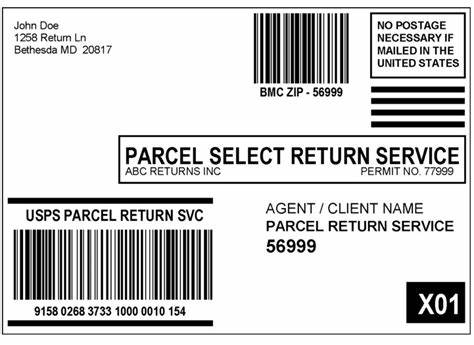 John Doe
1258 Return Ln
Bethesda MD  20817
BMC ZIP - 56999
NO POSTAGE
NECESSARY IF
MAILED IN THE
UNITED STATES
PARCEL SELECT RETURN SERVICE
ABC RETURNS INC PERMIT NO. 77999
USPS PARCEL RETURN SVC
9158 0268 3733 1000 0010 154
AGENT / CLIENT NAME
PARCEL RETURN SERVICE
56999
X01